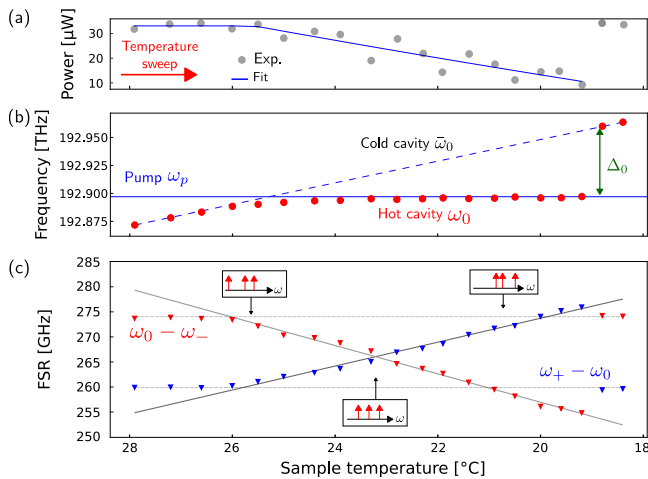 (a)
Power [μW]
30
20
10
Temperature
sweep
Exp.
Fit
(b)
Frequency [THz]
192.950
192.925
192.900
192.875
Cold cavity ω̄₀
Pump ωₚ
Hot cavity ω₀
Δ₀
(c)
FSR [GHz]
285
280
275
270
265
260
255
250
ω₀ − ω₋
ω₊ − ω₀
ω
ω
ω
28
26
24
22
20
18
Sample temperature [°C]